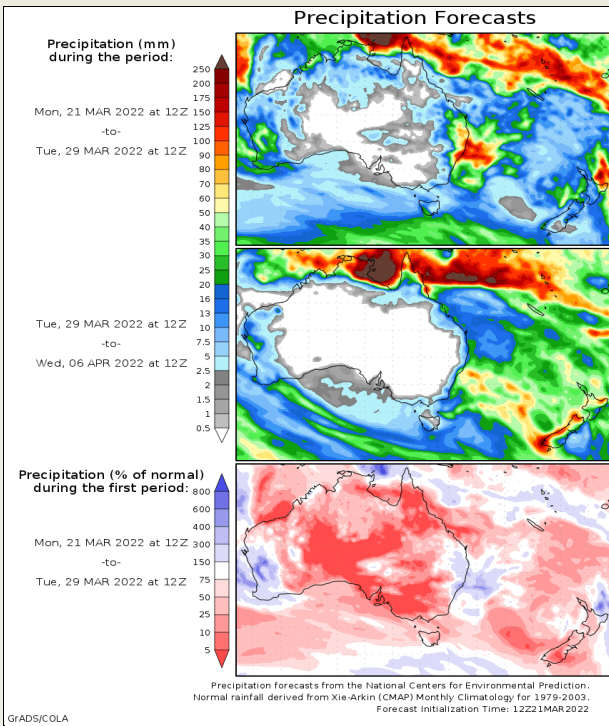 Precipitation Forecasts
Precipitation (mm)
during the period:
Mon, 21 MAR 2022 at 12Z
-to-
Tue, 29 MAR 2022 at 12Z
250
200
175
150
125
100
90
80
70
60
50
40
35
30
25
20
16
13
10
7.5
5
2.5
2
1.5
1
0.5
Tue, 29 MAR 2022 at 12Z
-to-
Wed, 06 APR 2022 at 12Z
Precipitation (% of normal)
during the first period:
Mon, 21 MAR 2022 at 12Z
-to-
Tue, 29 MAR 2022 at 12Z
800
600
400
300
150
75
50
25
10
5
Precipitation forecasts from the National Centers for Environmental Prediction.
Normal rainfall derived from Xie-Arkin (CMAP) Monthly Climatology for 1979-2003.
Forecast Initialization Time: 12Z21MAR2022
GrADS/COLA